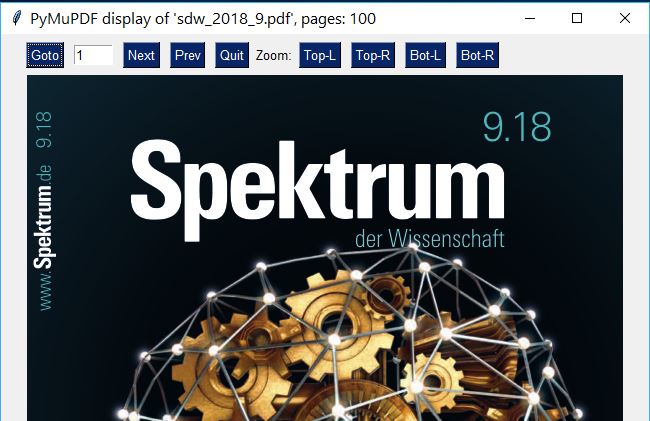 PyMuPDF display of 'sdw_2018_9.pdf', pages: 100
Goto 1 Next Prev Quit Zoom: Top-L Top-R Bot-L Bot-R
9.18
www.Spektrum.de 9.18
Spektrum
der Wissenschaft